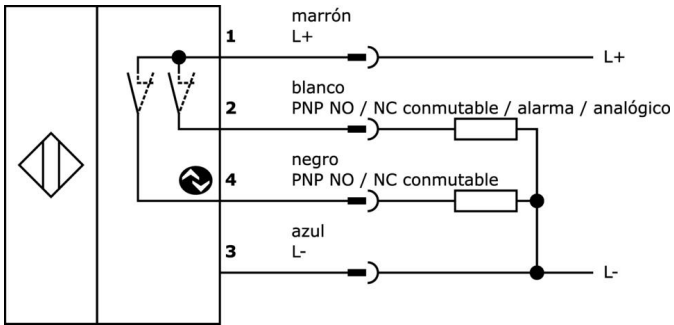 marrón
1 L+
L+
blanco
2 PNP NO / NC conmutable / alarma / analógico
negro
4 PNP NO / NC conmutable
azul
3 L-
L-